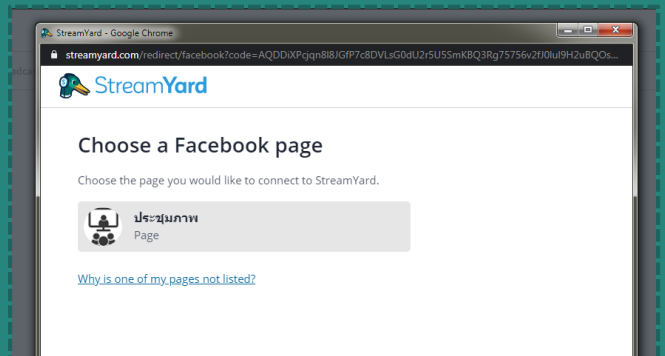 StreamYard - Google Chrome
streamyard.com/redirect/facebook?code=AQDDiXPcjqn8l8JGfP7c8DVLsG0dU2r5U5SmKBQ3Rg75756v2fJ0lul9H2uBQOs...
StreamYard
Choose a Facebook page
Choose the page you would like to connect to StreamYard.
ประชุมภาพ
Page
Why is one of my pages not listed?